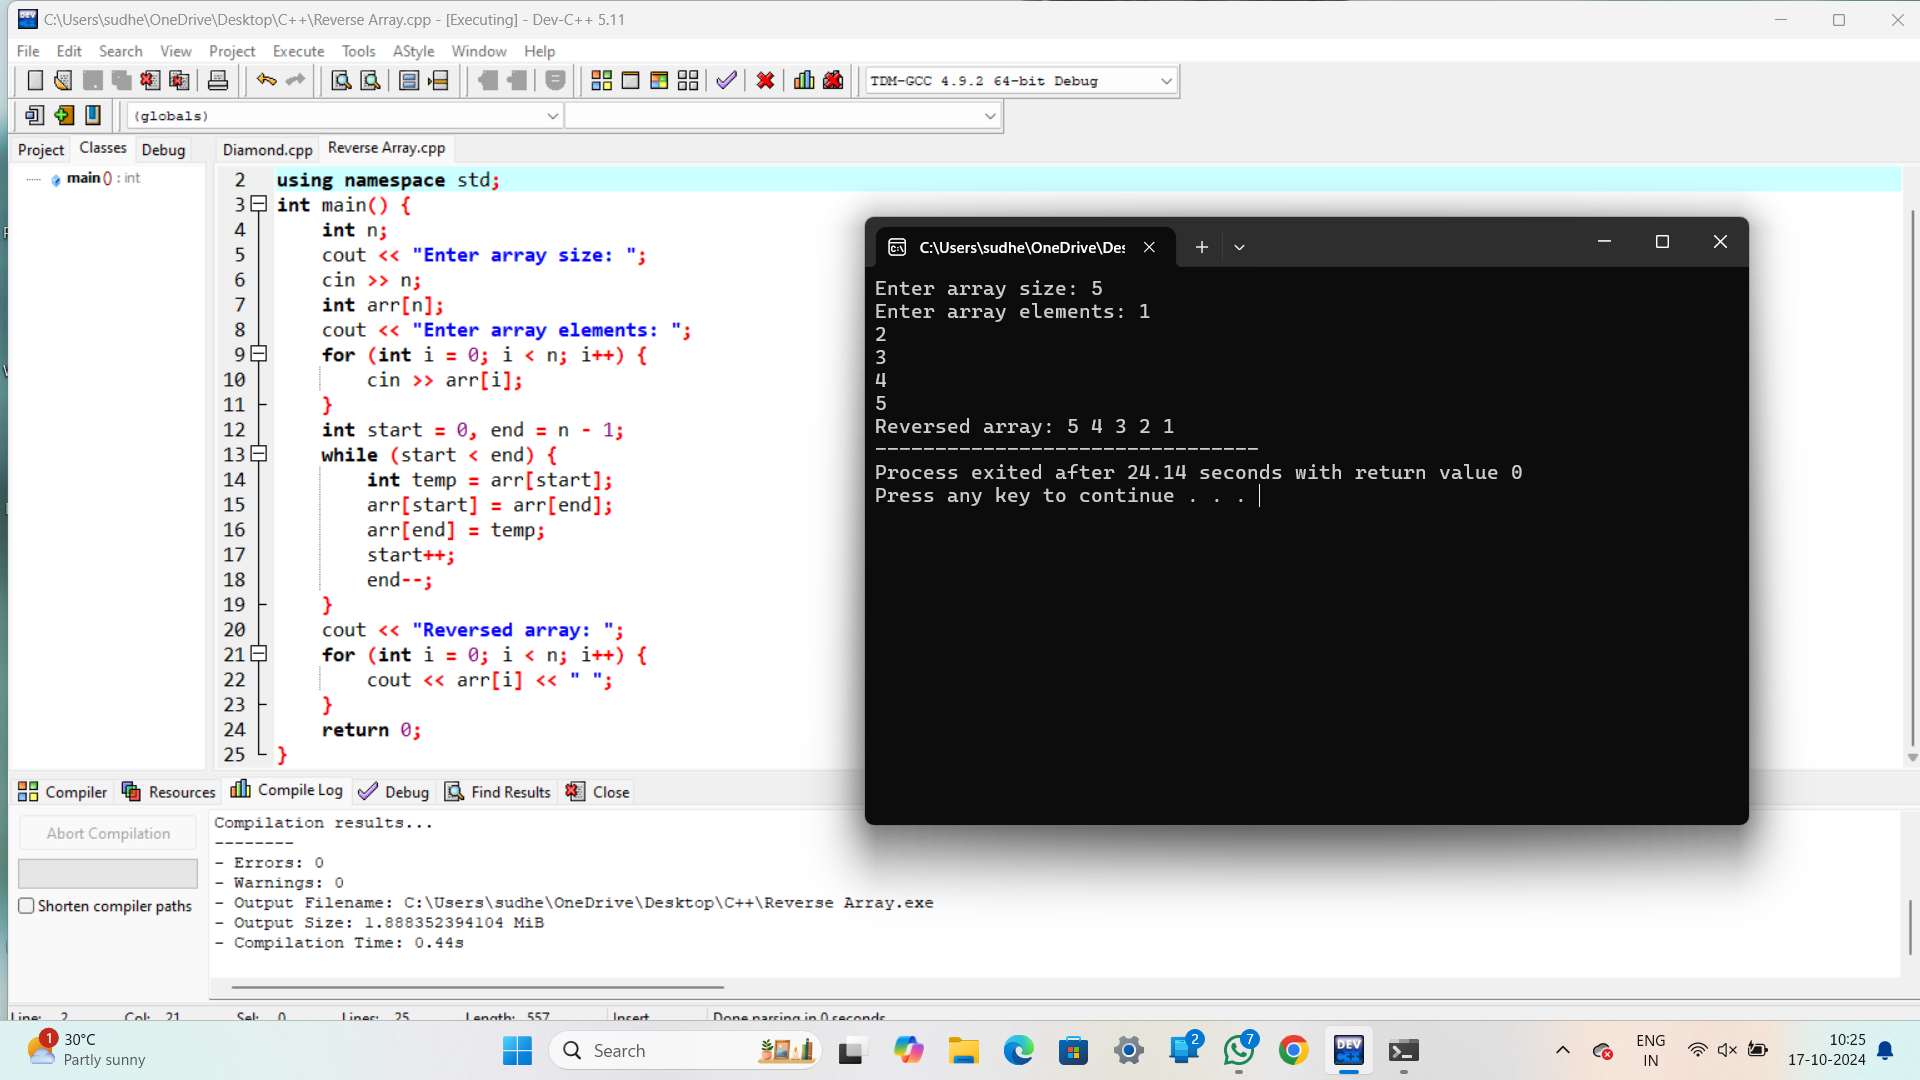 C:\Users\sudhe\OneDrive\Desktop\C++\Reverse Array.cpp - [Executing] - Dev-C++ 5.11
File Edit Search View Project Execute Tools AStyle Window Help
TDM-GCC 4.9.2 64-bit Debug
(globals)
Project Classes Debug
Diamond.cpp Reverse Array.cpp
main () : int
2 using namespace std;
3 int main() {
4 int n;
5 cout << "Enter array size: ";
6 cin >> n;
7 int arr[n];
8 cout << "Enter array elements: ";
9 for (int i = 0; i < n; i++) {
10 cin >> arr[i];
11 }
12 int start = 0, end = n - 1;
13 while (start < end) {
14 int temp = arr[start];
15 arr[start] = arr[end];
16 arr[end] = temp;
17 start++;
18 end--;
19 }
20 cout << "Reversed array: ";
21 for (int i = 0; i < n; i++) {
22 cout << arr[i] << " ";
23 }
24 return 0;
25 }
C:\Users\sudhe\OneDrive\Des
Enter array size: 5
Enter array elements: 1
2
3
4
5
Reversed array: 5 4 3 2 1
--------------------------------
Process exited after 24.14 seconds with return value 0
Press any key to continue . . .
Compiler Resources Compile Log Debug Find Results Close
Abort Compilation
Shorten compiler paths
Compilation results...
--------
- Errors: 0
- Warnings: 0
- Output Filename: C:\Users\sudhe\OneDrive\Desktop\C++\Reverse Array.exe
- Output Size: 1.888352394104 MiB
- Compilation Time: 0.44s
Line: 2 Col: 21 Sel: 0 Lines: 25 Length: 557 Insert Done parsing in 0 seconds
1
30°C
Partly sunny
Search
2
7
DEV
C++
ENG
IN
10:25
17-10-2024